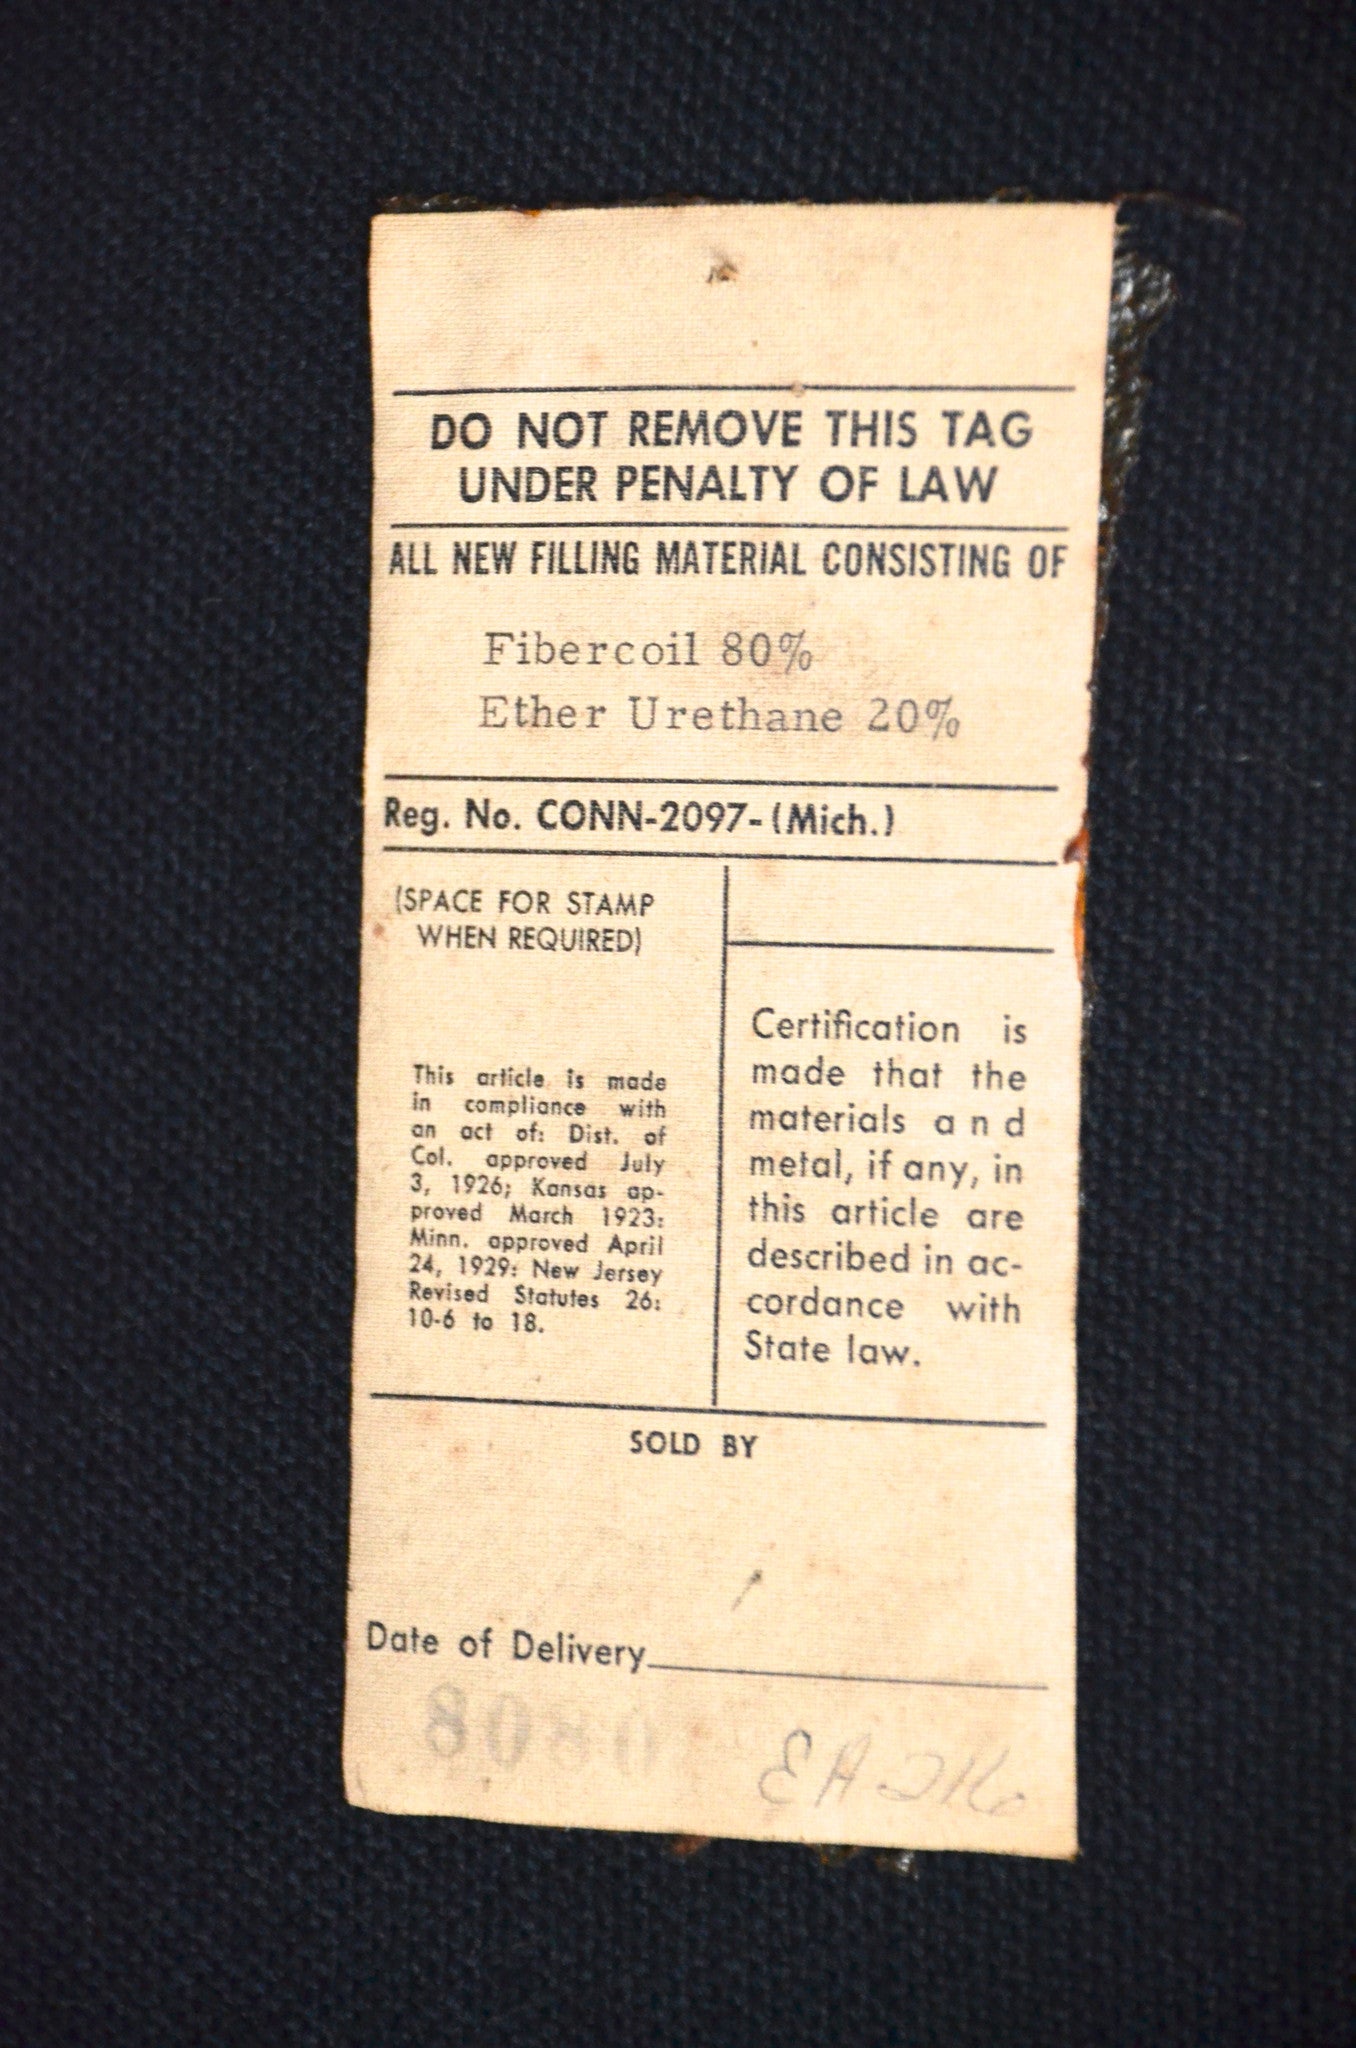 DO NOT REMOVE THIS TAG
UNDER PENALTY OF LAW
ALL NEW FILLING MATERIAL CONSISTING OF
Fibercoil 80%
Ether Urethane 20%
Reg. No. CONN-2097-(Mich.)
(SPACE FOR STAMP
WHEN REQUIRED)
This article is made
in compliance with
an act of: Dist. of
Col. approved July
3, 1926; Kansas ap-
proved March 1923:
Minn. approved April
24, 1929: New Jersey
Revised Statutes 26:
10-6 to 18.
Certification is
made that the
materials and
metal, if any, in
this article are
described in ac-
cordance with
State law.
SOLD BY
Date of Delivery
8080
EA 216